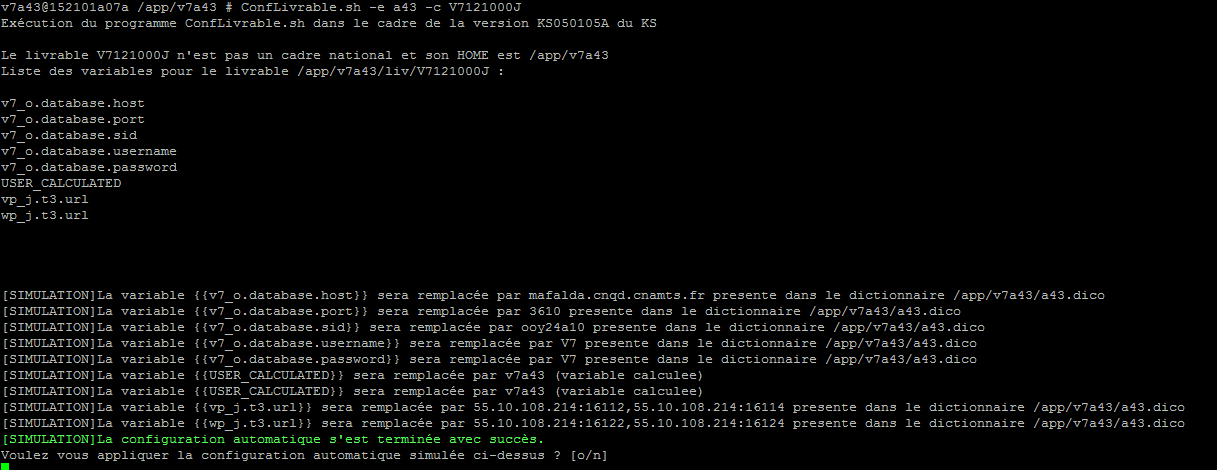 v7a43@152101a07a /app/v7a43 # ConfLivrable.sh -e a43 -c V7121000J
Exécution du programme ConfLivrable.sh dans le cadre de la version KS050105A du KS
Le livrable V7121000J n'est pas un cadre national et son HOME est /app/v7a43
Liste des variables pour le livrable /app/v7a43/liv/V7121000J :
v7_o.database.host
v7_o.database.port
v7_o.database.sid
v7_o.database.username
v7_o.database.password
USER_CALCULATED
vp_j.t3.url
wp_j.t3.url
[SIMULATION]La variable {{v7_o.database.host}} sera remplacée par mafalda.cnqd.cnamts.fr presente dans le dictionnaire /app/v7a43/a43.dico
[SIMULATION]La variable {{v7_o.database.port}} sera remplacée par 3610 presente dans le dictionnaire /app/v7a43/a43.dico
[SIMULATION]La variable {{v7_o.database.sid}} sera remplacée par ooy24a10 presente dans le dictionnaire /app/v7a43/a43.dico
[SIMULATION]La variable {{v7_o.database.username}} sera remplacée par V7 presente dans le dictionnaire /app/v7a43/a43.dico
[SIMULATION]La variable {{v7_o.database.password}} sera remplacée par V7 presente dans le dictionnaire /app/v7a43/a43.dico
[SIMULATION]La variable {{USER_CALCULATED}} sera remplacée par v7a43 (variable calculee)
[SIMULATION]La variable {{USER_CALCULATED}} sera remplacée par v7a43 (variable calculee)
[SIMULATION]La variable {{vp_j.t3.url}} sera remplacée par 55.10.108.214:16112,55.10.108.214:16114 presente dans le dictionnaire /app/v7a43/a43.dico
[SIMULATION]La variable {{wp_j.t3.url}} sera remplacée par 55.10.108.214:16122,55.10.108.214:16124 presente dans le dictionnaire /app/v7a43/a43.dico
[SIMULATION]La configuration automatique s'est terminée avec succès.
Voulez vous appliquer la configuration automatique simulée ci-dessus ? [o/n]